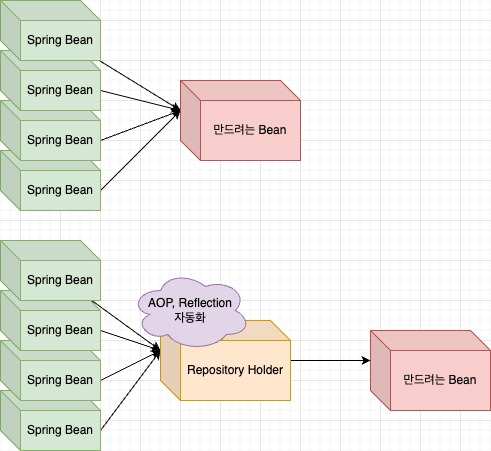 Spring Bean
Spring Bean
Spring Bean
Spring Bean
만드려는 Bean
Spring Bean
Spring Bean
Spring Bean
Spring Bean
AOP, Reflection
자동화
Repository Holder
만드려는 Bean